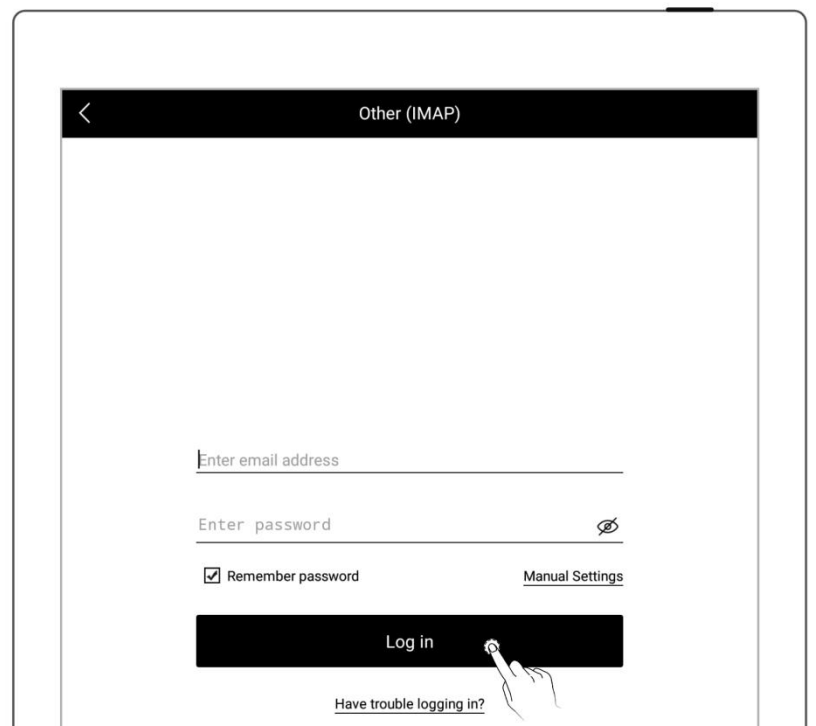 Other (IMAP)
Enter email address
Enter password
Remember password Manual Settings
Log in
Have trouble logging in?